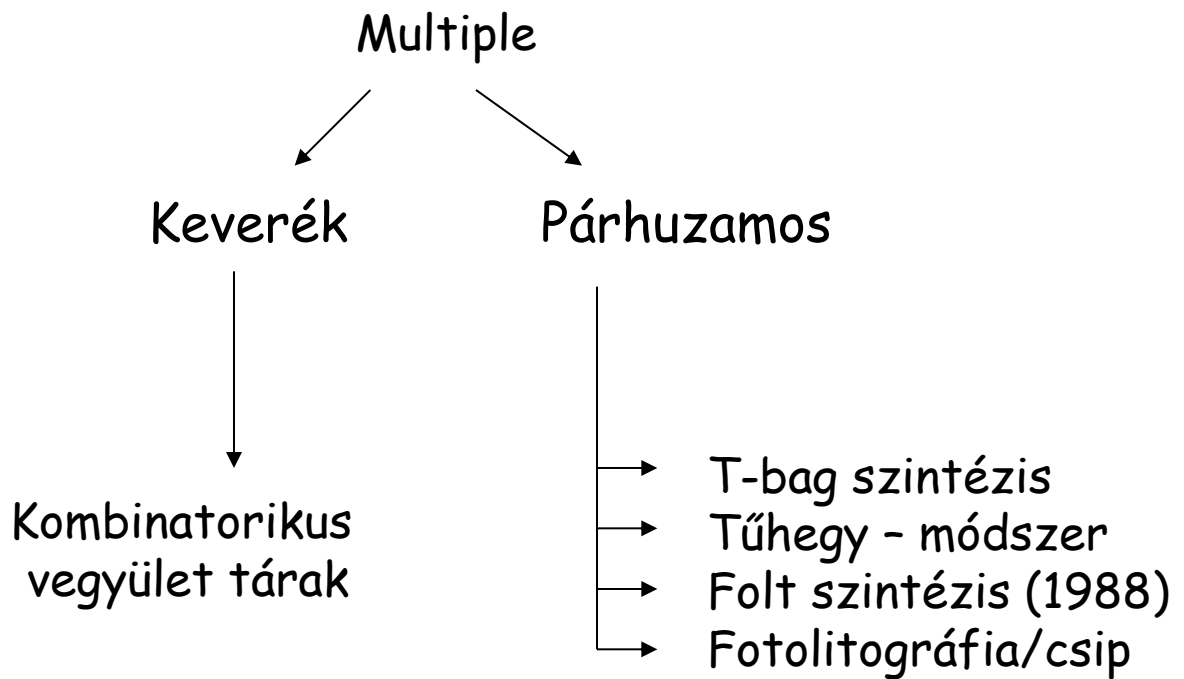 Multiple
Keverék
Párhuzamos
Kombinatorikus
vegyület tárak
T-bag szintézis
Tűhegy – módszer
Folt szintézis (1988)
Fotolitográfia/csip